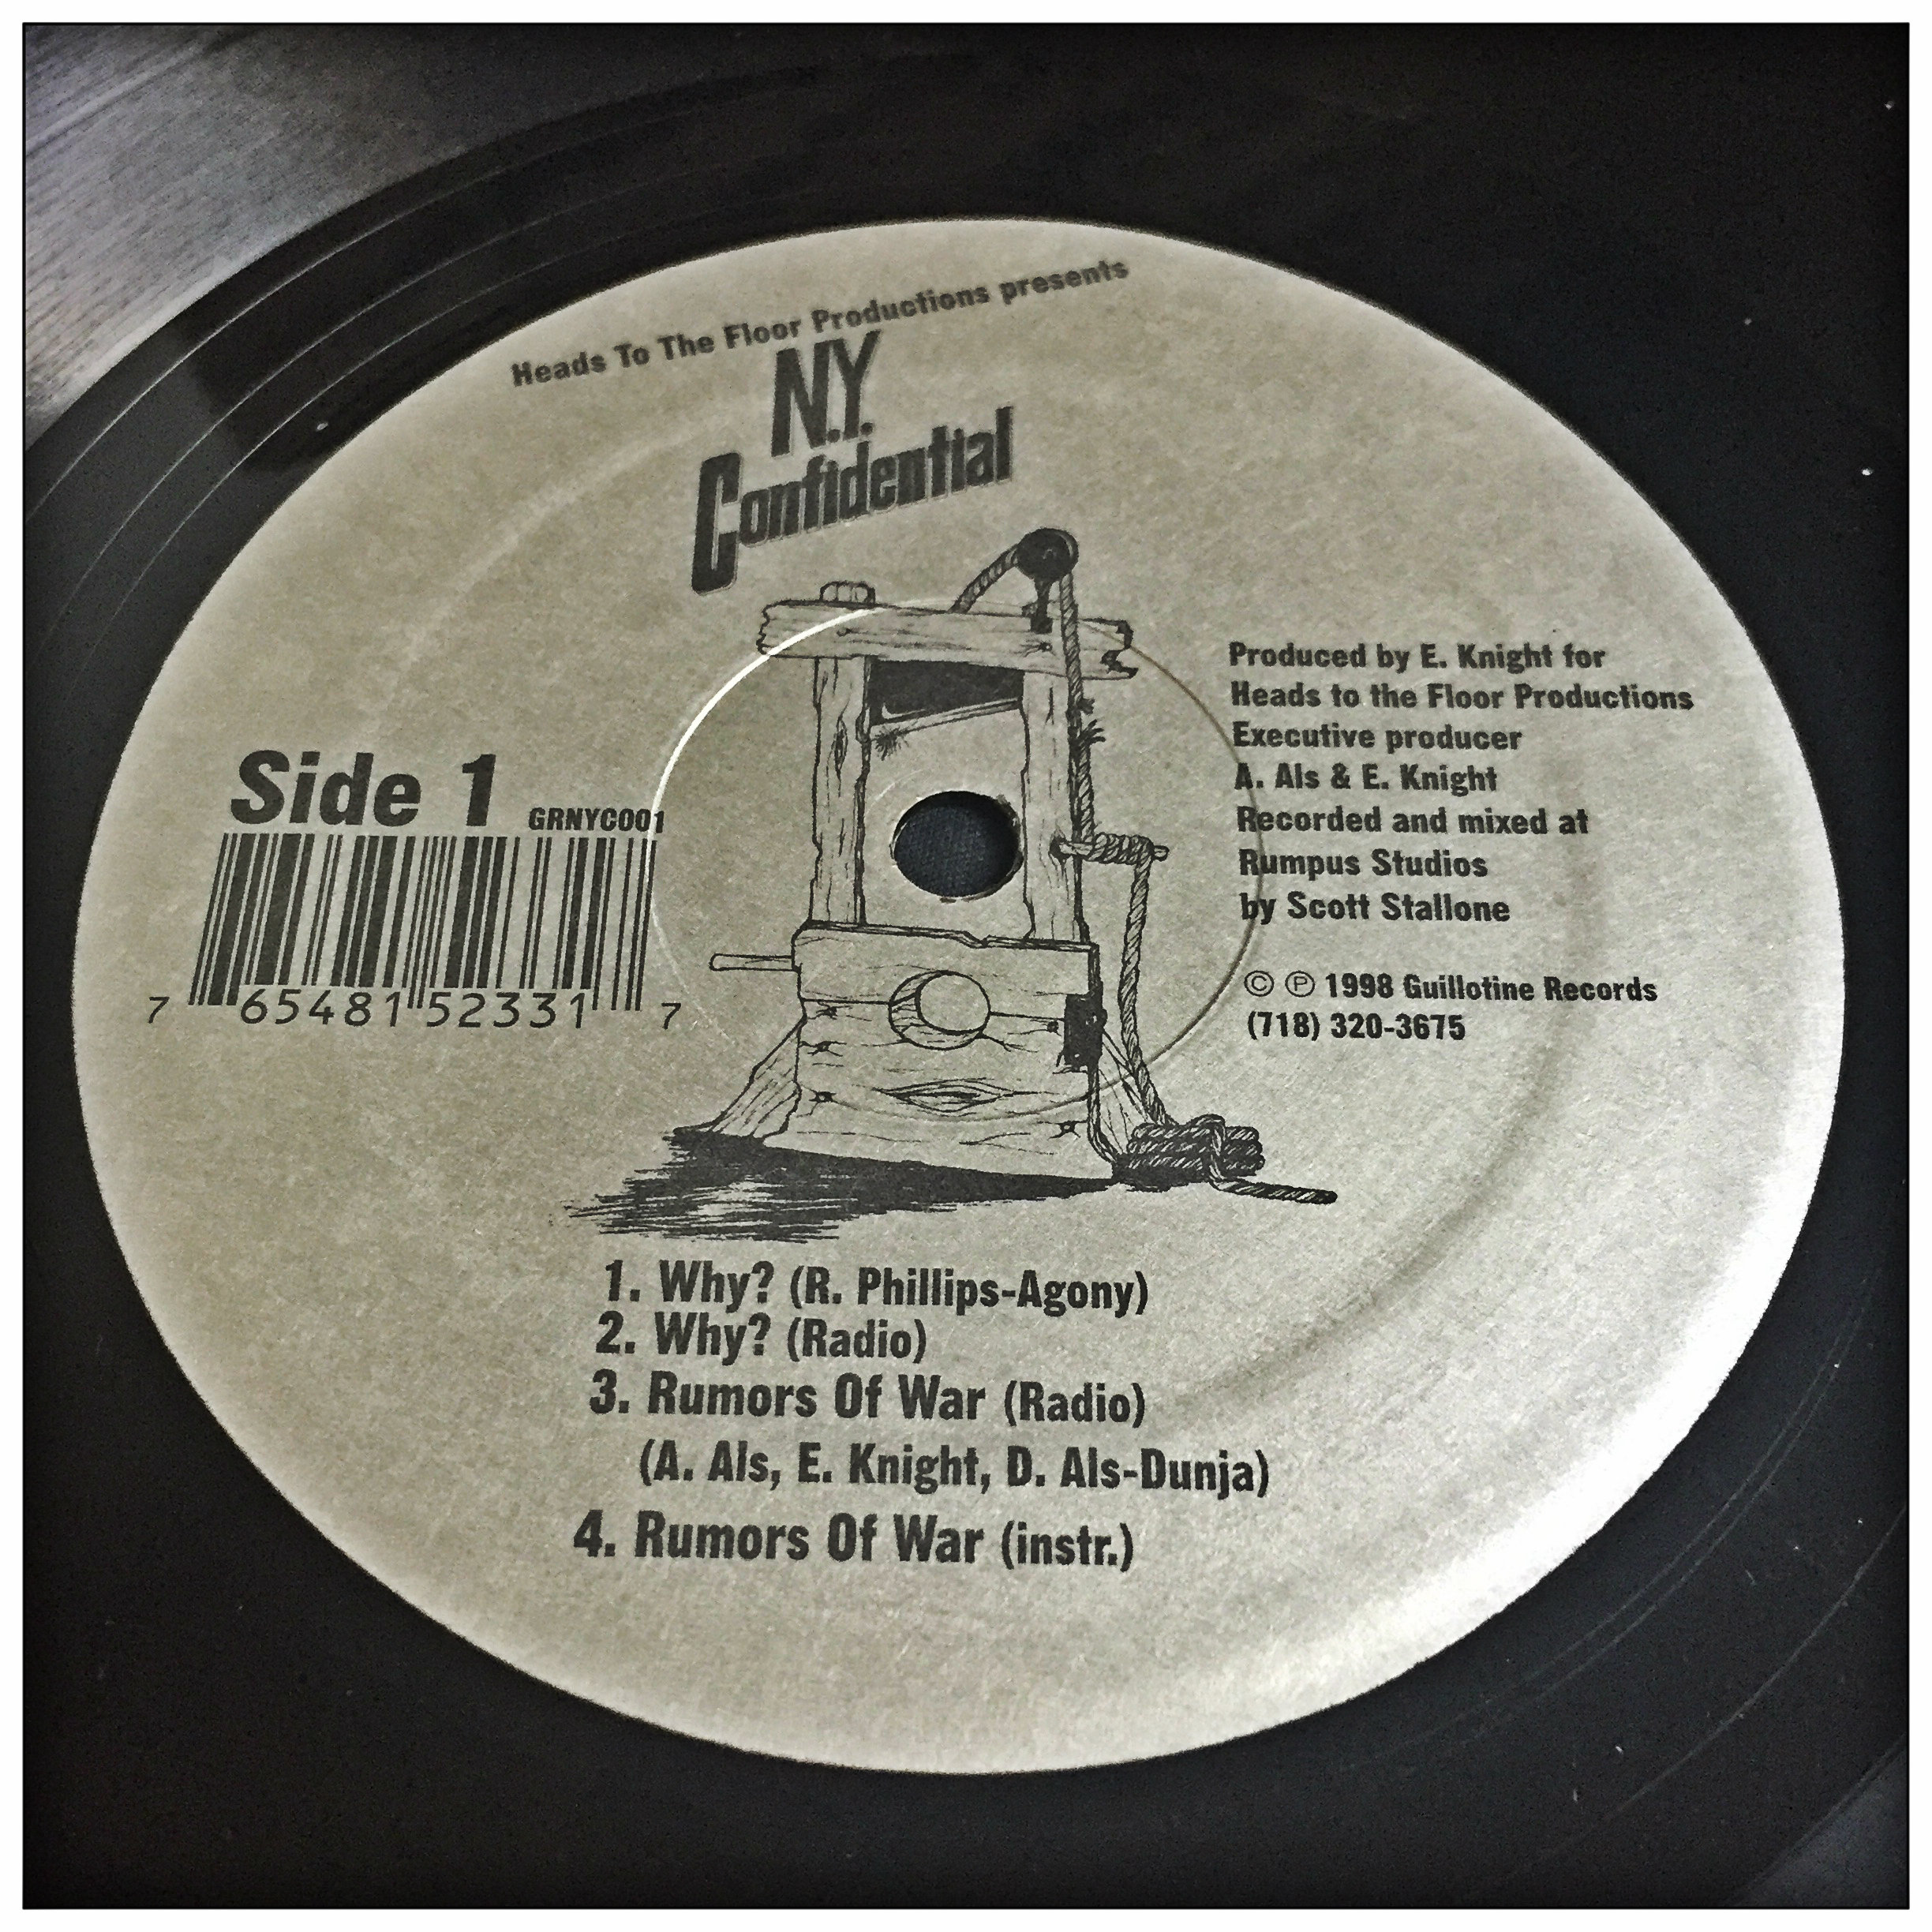 Heads To The Floor Productions presents
N.Y.
Confidential
Side 1 GRNYC001
7 65481 52331 7
Produced by E. Knight for
Heads to the Floor Productions
Executive producer
A. Als & E. Knight
Recorded and mixed at
Rumpus Studios
by Scott Stallone
© ℗ 1998 Guillotine Records
(718) 320-3675
1. Why? (R. Phillips-Agony)
2. Why? (Radio)
3. Rumors Of War (Radio)
(A. Als, E. Knight, D. Als-Dunja)
4. Rumors Of War (instr.)